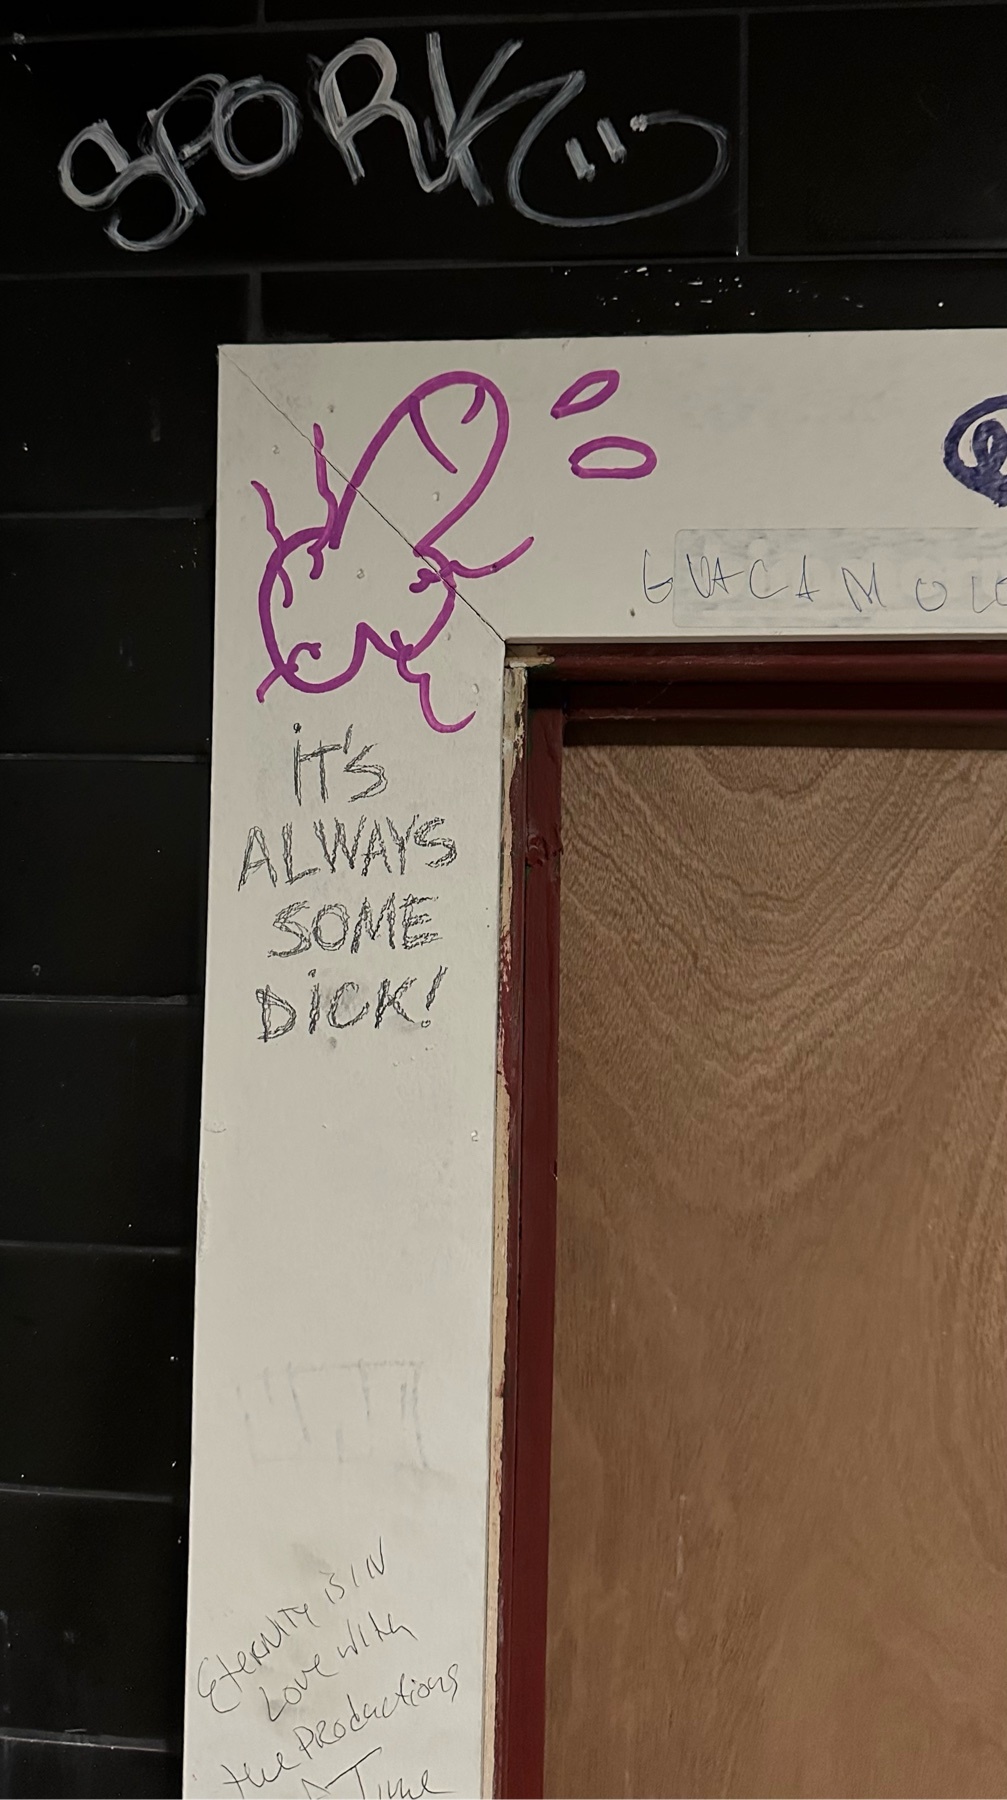 SPORK
GUACAMOLE
iT'S
ALWAYS
SOME
DiCK!
EterNITY iS IN
Love with
the PRODuctions
Time